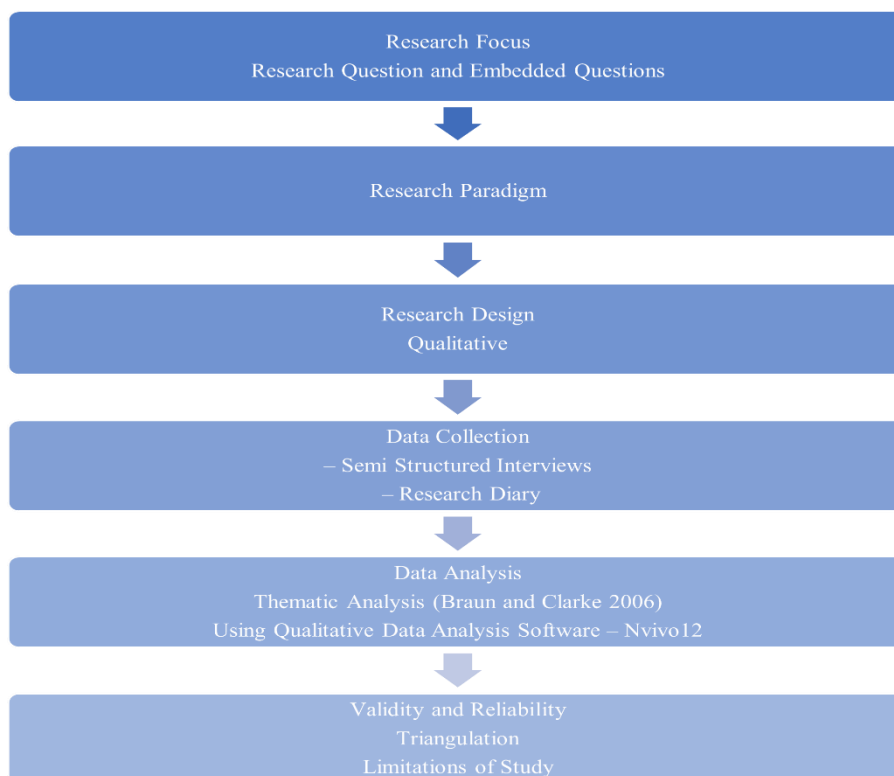 Research Focus
Research Question and Embedded Questions
Research Paradigm
Research Design
Qualitative
Data Collection
– Semi Structured Interviews
– Research Diary
Data Analysis
Thematic Analysis (Braun and Clarke 2006)
Using Qualitative Data Analysis Software – Nvivo12
Validity and Reliability
Triangulation
Limitations of Study